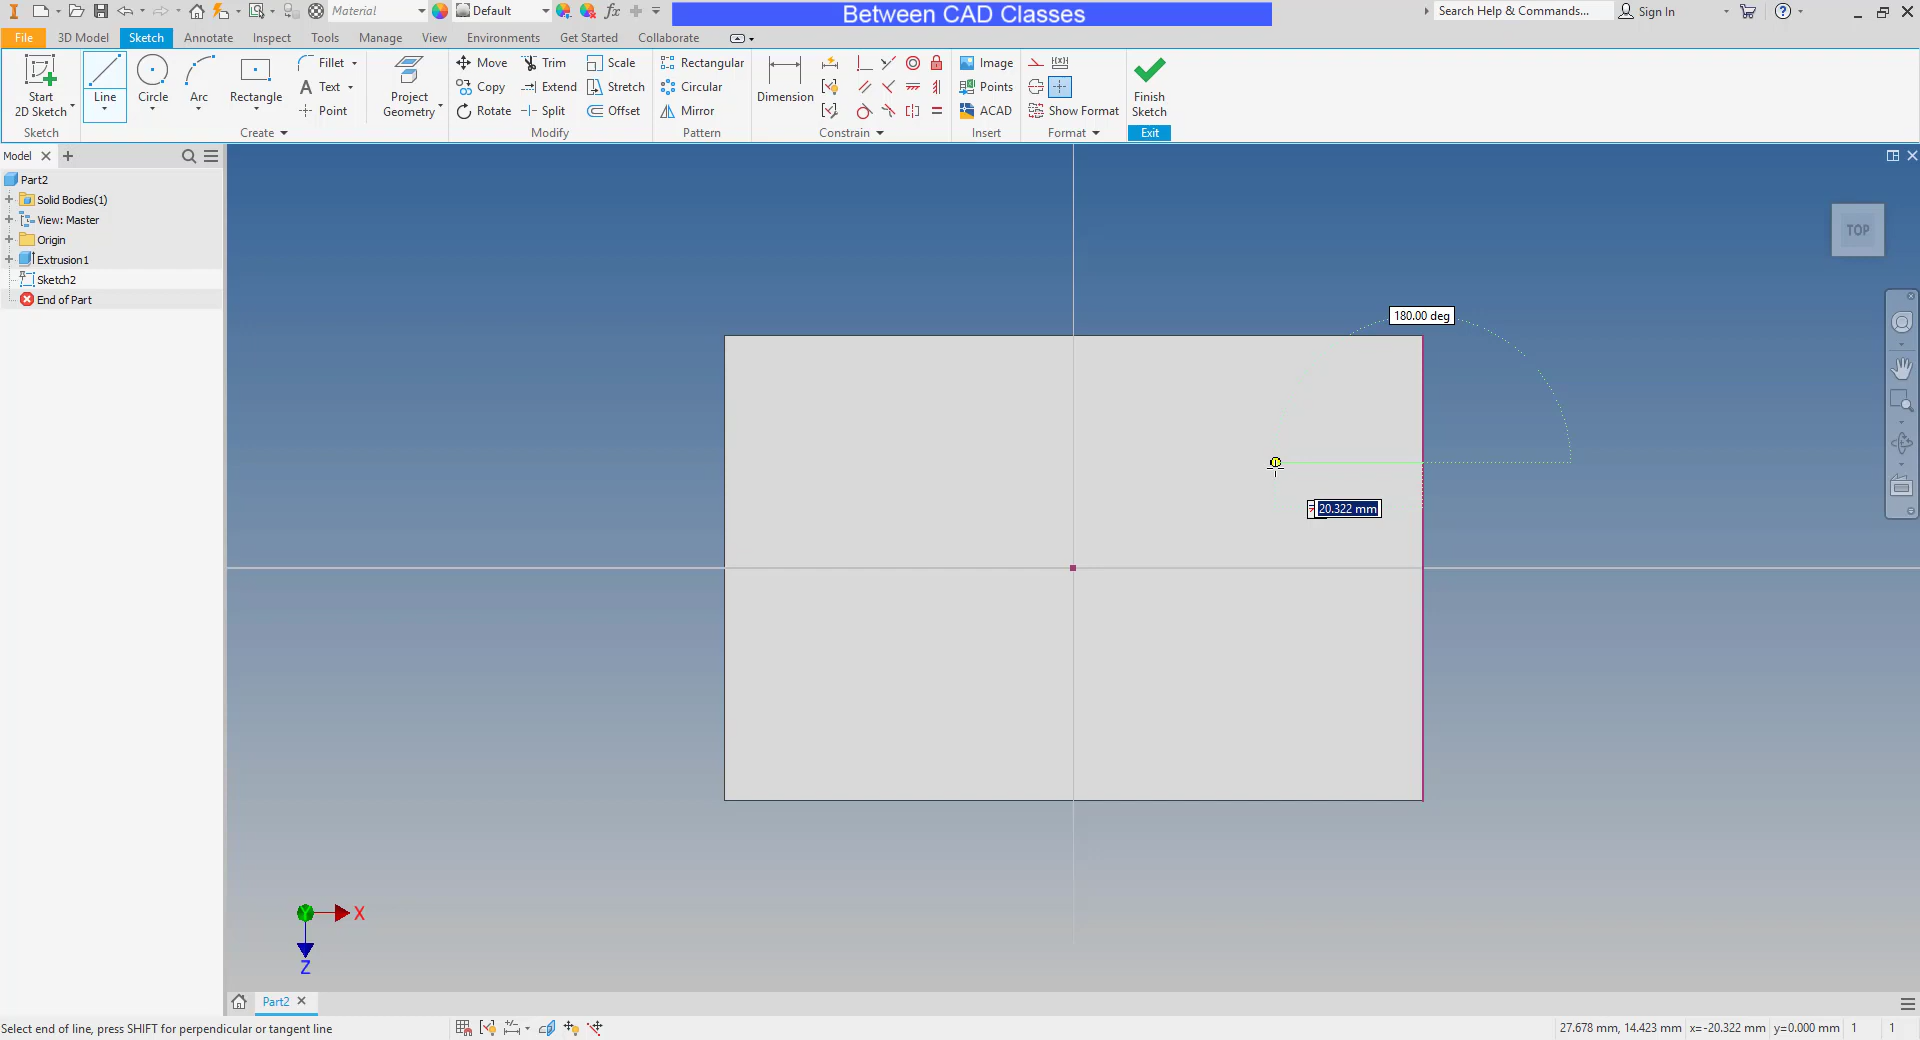 Material
Default
Between CAD Classes
Search Help & Commands...
Sign In
File
3D Model
Sketch
Annotate
Inspect
Tools
Manage
View
Environments
Get Started
Collaborate
Start
2D Sketch
Line
Circle
Arc
Rectangle
Fillet
Text
Point
Project
Geometry
Move
Copy
Rotate
Trim
Extend
Split
Scale
Stretch
Offset
Rectangular
Circular
Mirror
Dimension
Image
Points
ACAD
Show Format
Finish
Sketch
Sketch
Create
Modify
Pattern
Constrain
Insert
Format
Exit
Model
Part2
Solid Bodies(1)
View: Master
Origin
Extrusion1
Sketch2
End of Part
TOP
180.00 deg
20.322 mm
X
Y
Z
Part2
Select end of line, press SHIFT for perpendicular or tangent line
27.678 mm, 14.423 mm
x=-20.322 mm
y=0.000 mm
1
1